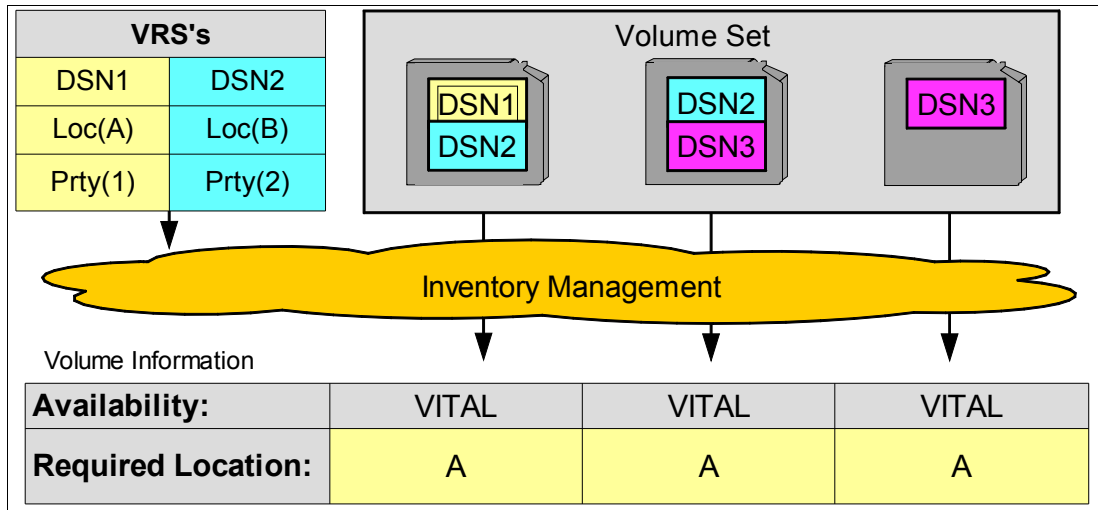 VRS's
DSN1 DSN2
Loc(A) Loc(B)
Prty(1) Prty(2)
Volume Set
DSN1
DSN2
DSN2
DSN3
DSN3
Inventory Management
Volume Information
Availability: VITAL VITAL VITAL
Required Location: A A A